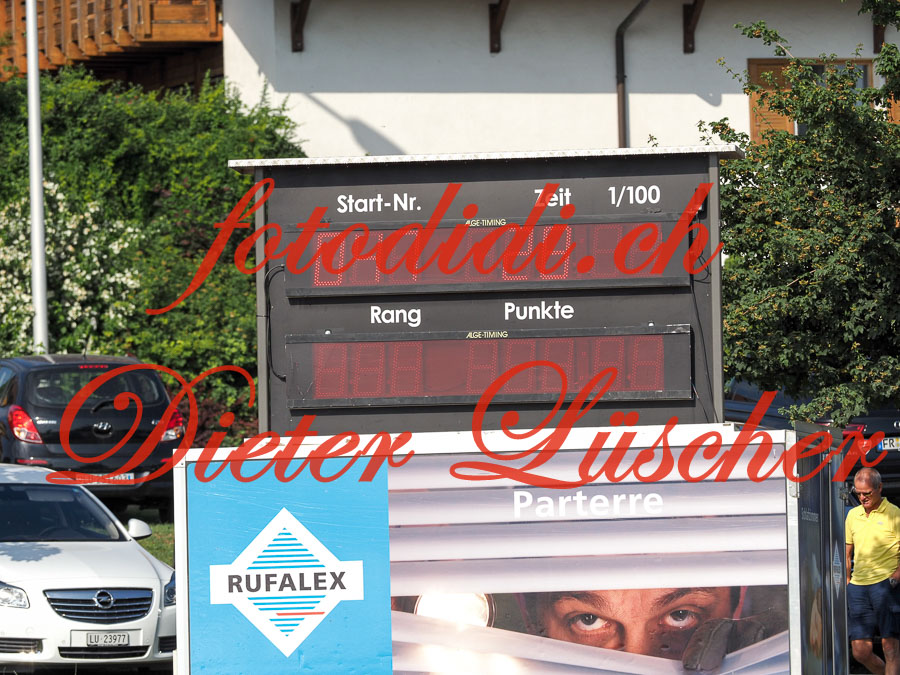 Start-Nr. Zeit 1/100
ALGE-TIMING
fotodidi.ch
Rang Punkte
ALGE-TIMING
Dieter Lüscher
Parterre
RUFALEX
LU·23977
FR